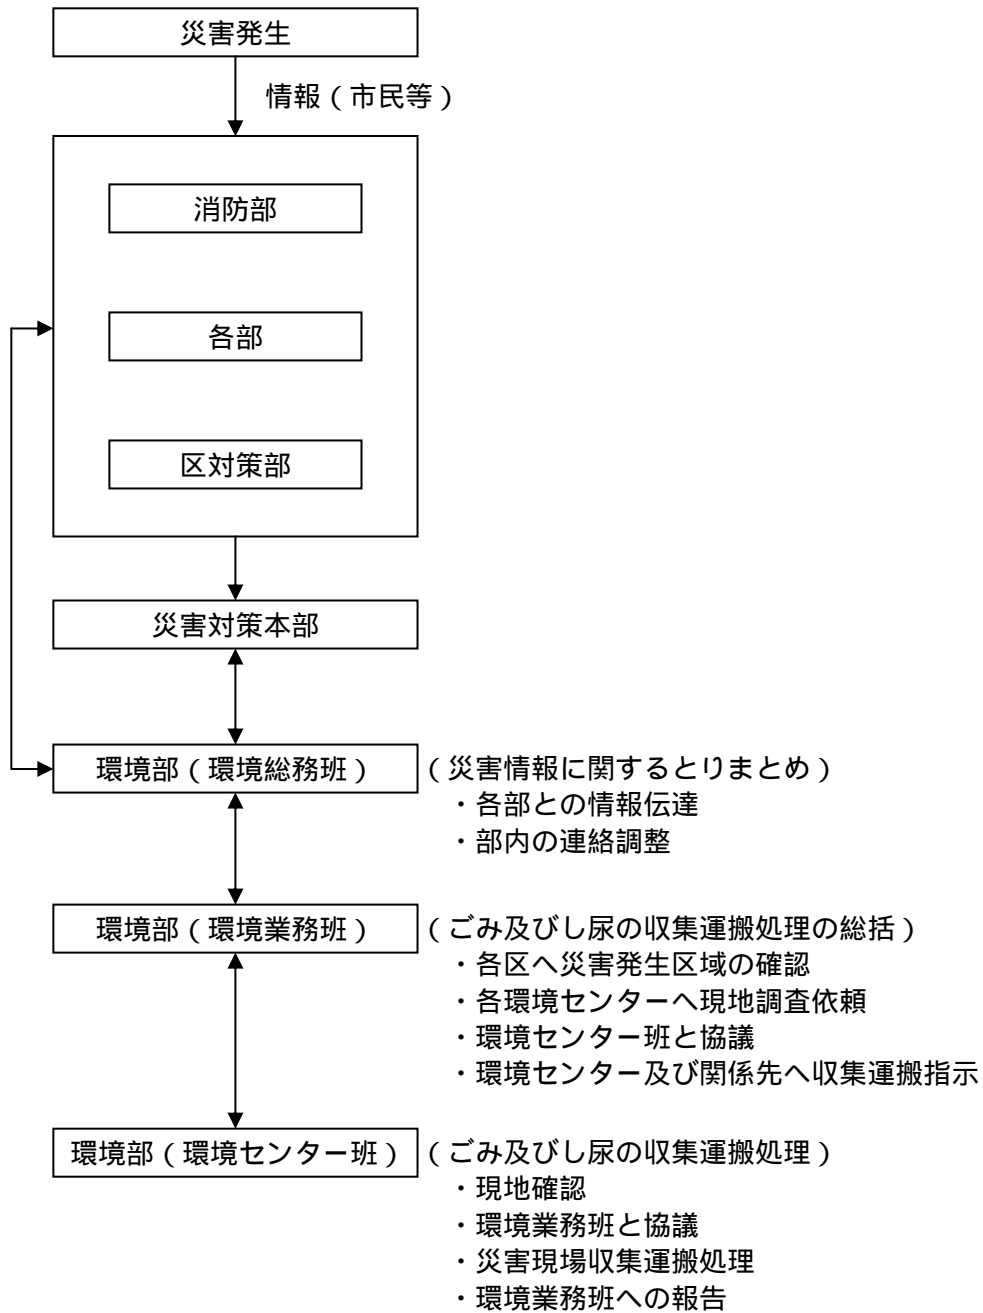 災害発生
情報（市民等）
消防部
各部
区対策部
災害対策本部
環境部（環境総務班）
（災害情報に関するとりまとめ）
・各部との情報伝達
・部内の連絡調整
環境部（環境業務班）
（ごみ及びし尿の収集運搬処理の総括）
・各区へ災害発生区域の確認
・各環境センターへ現地調査依頼
・環境センター班と協議
・環境センター及び関係先へ収集運搬指示
環境部（環境センター班）
（ごみ及びし尿の収集運搬処理）
・現地確認
・環境業務班と協議
・災害現場収集運搬処理
・環境業務班への報告